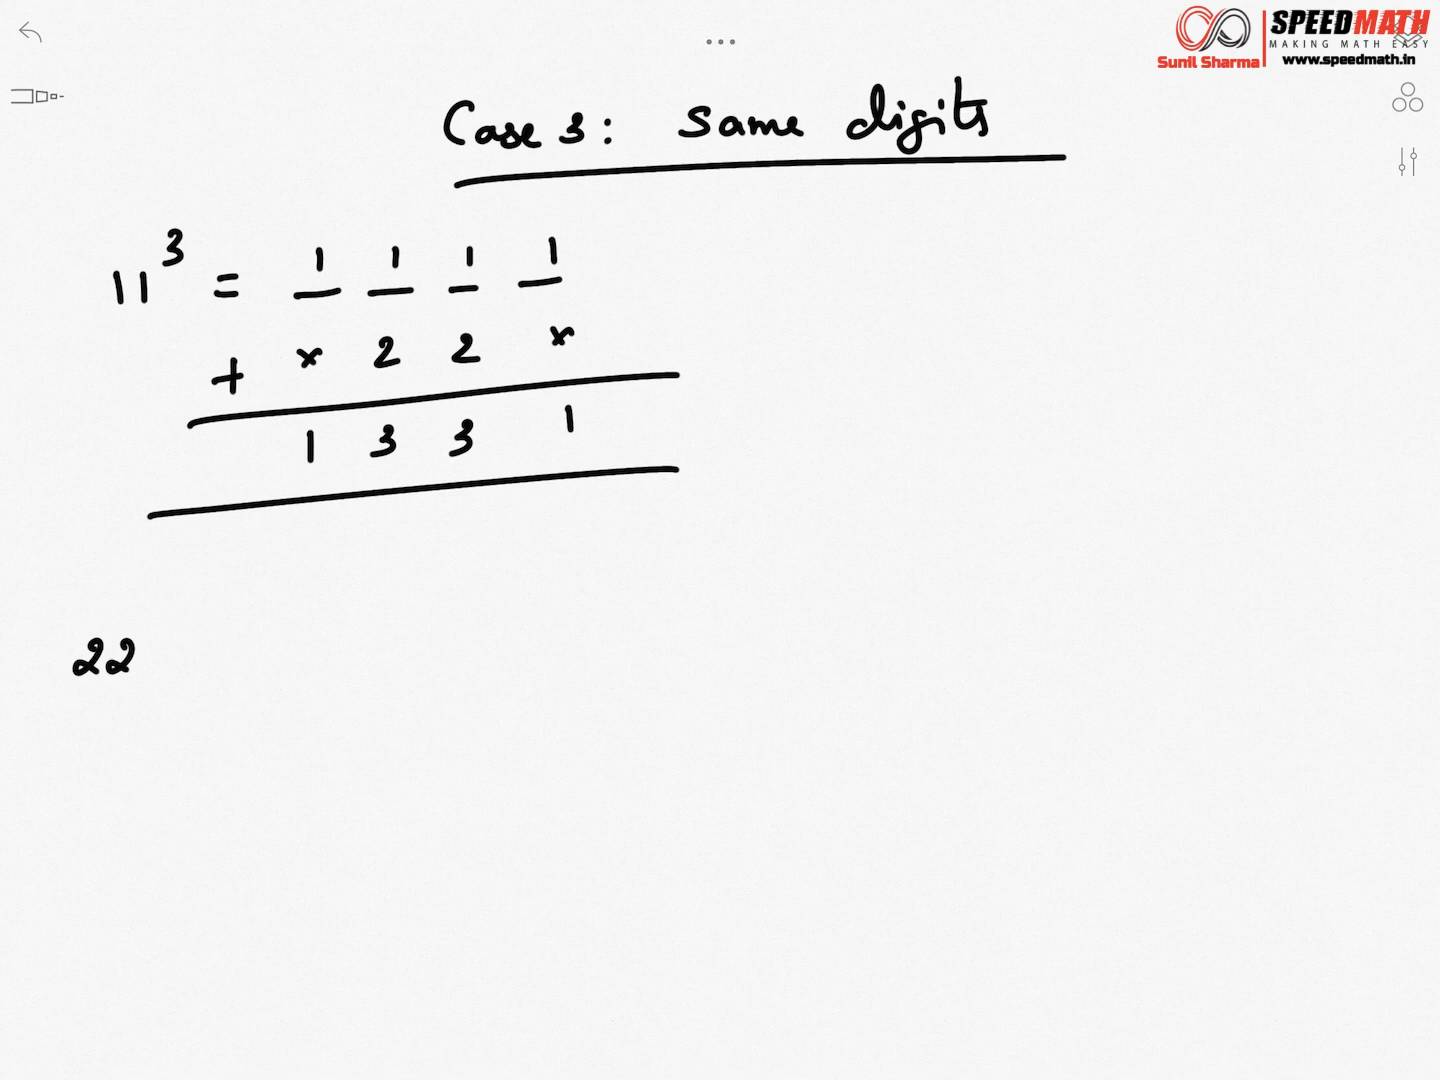 SPEEDMATH
MAKING MATH EASY
Sunil Sharma www.speedmath.in
Case 3: Same digits
11³ = 1 1 1 1
+ × 2 2 ×
1 3 3 1
22